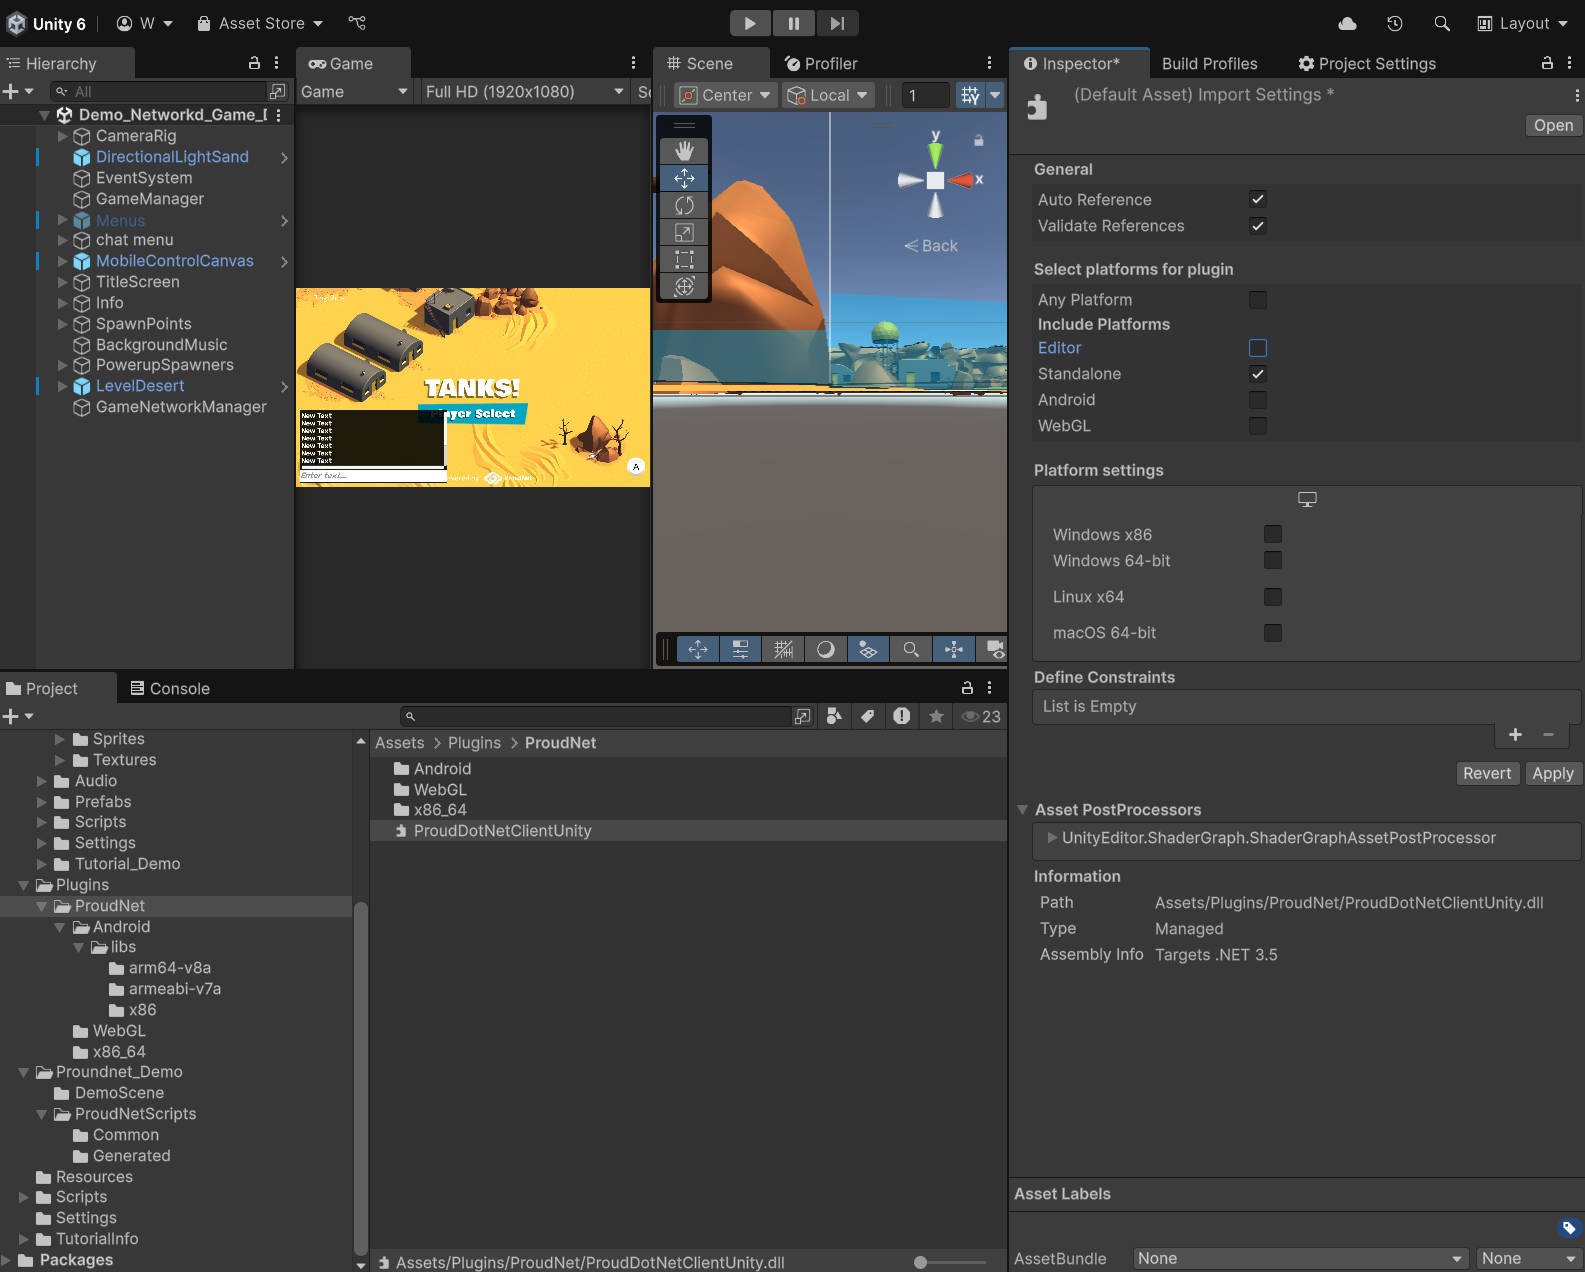 Unity 6
W
Asset Store
Layout
Hierarchy
All
Demo_Networkd_Game_D
CameraRig
DirectionalLightSand
EventSystem
GameManager
Menus
chat menu
MobileControlCanvas
TitleScreen
Info
SpawnPoints
BackgroundMusic
PowerupSpawners
LevelDesert
GameNetworkManager
Game
Game
Full HD (1920x1080)
Sc
TANKS!
Player Select
New Text
New Text
New Text
New Text
New Text
New Text
New Text
Enter text...
ProudNet
A
Scene
Profiler
Center
Local
1
y
x
Back
Inspector*
Build Profiles
Project Settings
(Default Asset) Import Settings *
Open
General
Auto Reference
Validate References
Select platforms for plugin
Any Platform
Include Platforms
Editor
Standalone
Android
WebGL
Platform settings
Windows x86
Windows 64-bit
Linux x64
macOS 64-bit
Define Constraints
List is Empty
Revert
Apply
Asset PostProcessors
UnityEditor.ShaderGraph.ShaderGraphAssetPostProcessor
Information
Path Assets/Plugins/ProudNet/ProudDotNetClientUnity.dll
Type Managed
Assembly Info Targets .NET 3.5
Asset Labels
AssetBundle None None
Project
Console
23
Sprites
Textures
Audio
Prefabs
Scripts
Settings
Tutorial_Demo
Plugins
ProudNet
Android
libs
arm64-v8a
armeabi-v7a
x86
WebGL
x86_64
Proundnet_Demo
DemoScene
ProudNetScripts
Common
Generated
Resources
Scripts
Settings
TutorialInfo
Packages
Assets > Plugins > ProudNet
Android
WebGL
x86_64
ProudDotNetClientUnity
Assets/Plugins/ProudNet/ProudDotNetClientUnity.dll